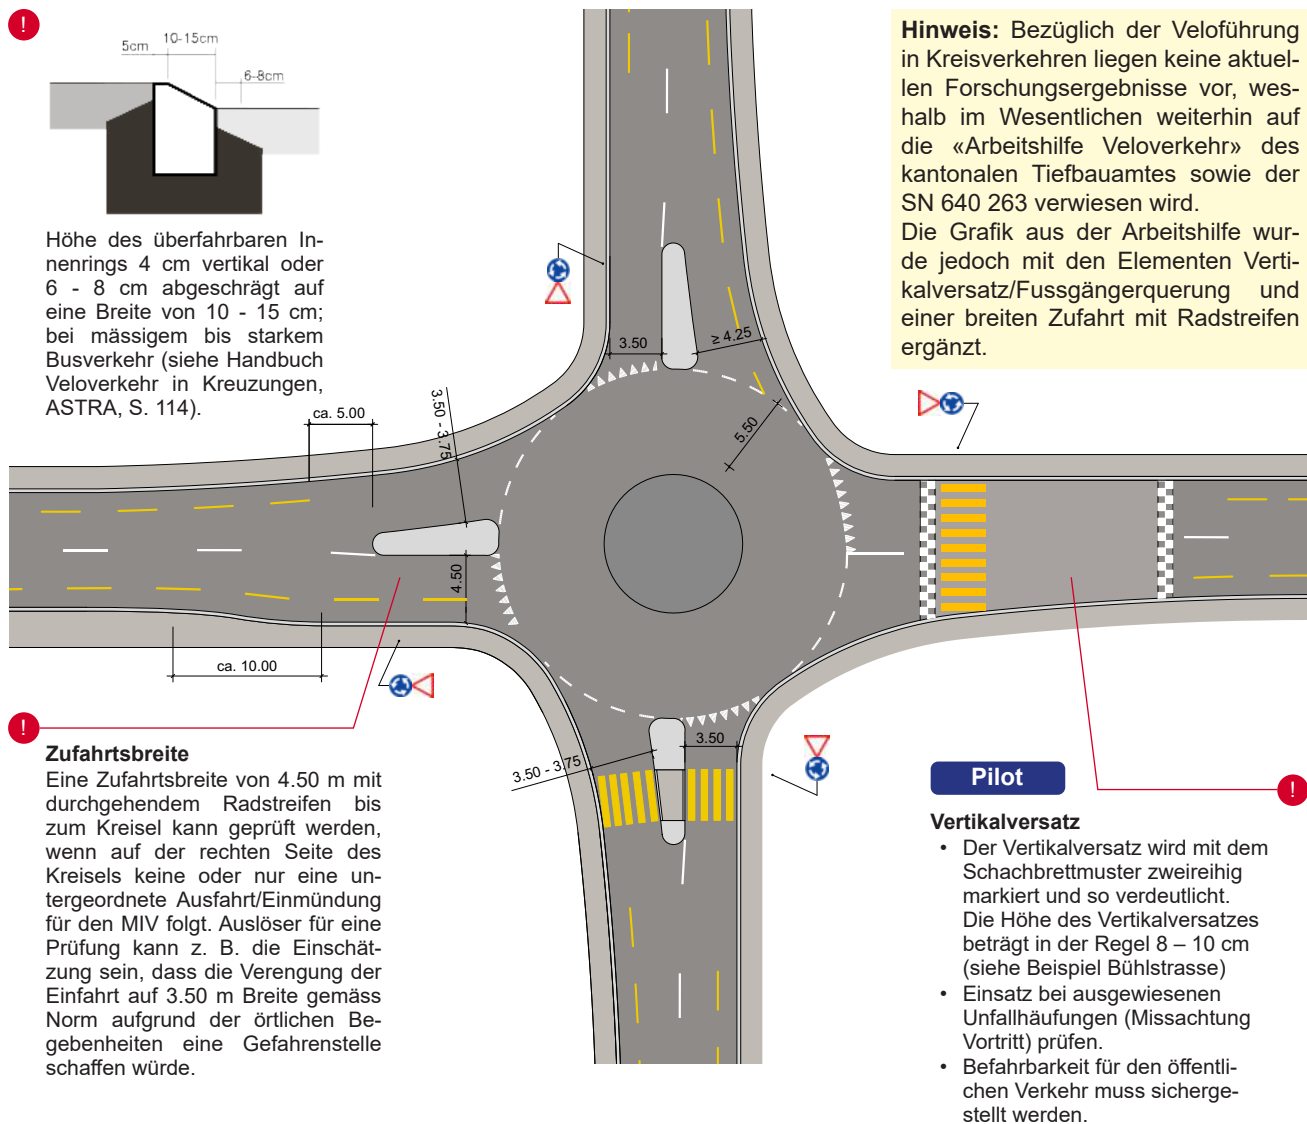 !
5cm
10-15cm
6-8cm
Höhe des überfahrbaren In-
nenrings 4 cm vertikal oder
6 - 8 cm abgeschrägt auf
eine Breite von 10 - 15 cm;
bei mässigem bis starkem
Busverkehr (siehe Handbuch
Veloverkehr in Kreuzungen,
ASTRA, S. 114).
Hinweis: Bezüglich der Veloführung
in Kreisverkehren liegen keine aktuel-
len Forschungsergebnisse vor, wes-
halb im Wesentlichen weiterhin auf
die «Arbeitshilfe Veloverkehr» des
kantonalen Tiefbauamtes sowie der
SN 640 263 verwiesen wird.
Die Grafik aus der Arbeitshilfe wur-
de jedoch mit den Elementen Verti-
kalversatz/Fussgängerquerung und
einer breiten Zufahrt mit Radstreifen
ergänzt.
3.50
≥ 4.25
ca. 5.00
3.50 - 3.75
5.50
4.50
ca. 10.00
3.50 - 3.75
3.50
!
Zufahrtsbreite
Eine Zufahrtsbreite von 4.50 m mit
durchgehendem Radstreifen bis
zum Kreisel kann geprüft werden,
wenn auf der rechten Seite des
Kreisels keine oder nur eine un-
tergeordnete Ausfahrt/Einmündung
für den MIV folgt. Auslöser für eine
Prüfung kann z. B. die Einschät-
zung sein, dass die Verengung der
Einfahrt auf 3.50 m Breite gemäss
Norm aufgrund der örtlichen Be-
gebenheiten eine Gefahrenstelle
schaffen würde.
Pilot
!
Vertikalversatz
• Der Vertikalversatz wird mit dem
Schachbrettmuster zweireihig
markiert und so verdeutlicht.
Die Höhe des Vertikalversatzes
beträgt in der Regel 8 – 10 cm
(siehe Beispiel Bühlstrasse)
• Einsatz bei ausgewiesenen
Unfallhäufungen (Missachtung
Vortritt) prüfen.
• Befahrbarkeit für den öffentli-
chen Verkehr muss sicherge-
stellt werden.